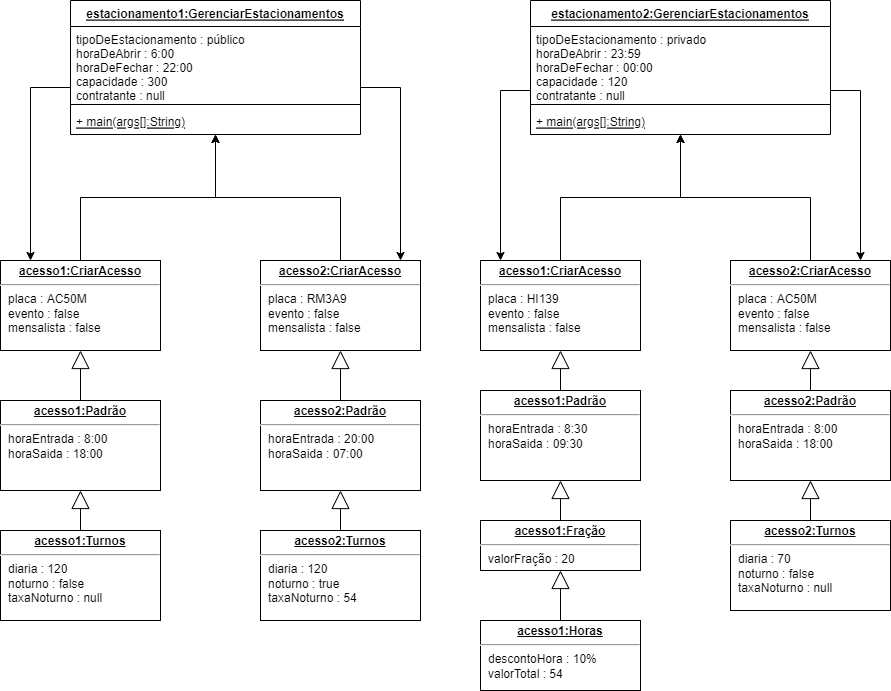 estacionamento1:GerenciarEstacionamentos
tipoDeEstacionamento : público
horaDeAbrir : 6:00
horaDeFechar : 22:00
capacidade : 300
contratante : null
+ main(args[]:String)
estacionamento2:GerenciarEstacionamentos
tipoDeEstacionamento : privado
horaDeAbrir : 23:59
horaDeFechar : 00:00
capacidade : 120
contratante : null
+ main(args[]:String)
acesso1:CriarAcesso
placa : AC50M
evento : false
mensalista : false
acesso2:CriarAcesso
placa : RM3A9
evento : false
mensalista : false
acesso1:CriarAcesso
placa : HI139
evento : false
mensalista : false
acesso2:CriarAcesso
placa : AC50M
evento : false
mensalista : false
acesso1:Padrão
horaEntrada : 8:00
horaSaida : 18:00
acesso2:Padrão
horaEntrada : 20:00
horaSaida : 07:00
acesso1:Padrão
horaEntrada : 8:30
horaSaida : 09:30
acesso2:Padrão
horaEntrada : 8:00
horaSaida : 18:00
acesso1:Turnos
diaria : 120
noturno : false
taxaNoturno : null
acesso2:Turnos
diaria : 120
noturno : true
taxaNoturno : 54
acesso1:Fração
valorFração : 20
acesso2:Turnos
diaria : 70
noturno : false
taxaNoturno : null
acesso1:Horas
descontoHora : 10%
valorTotal : 54